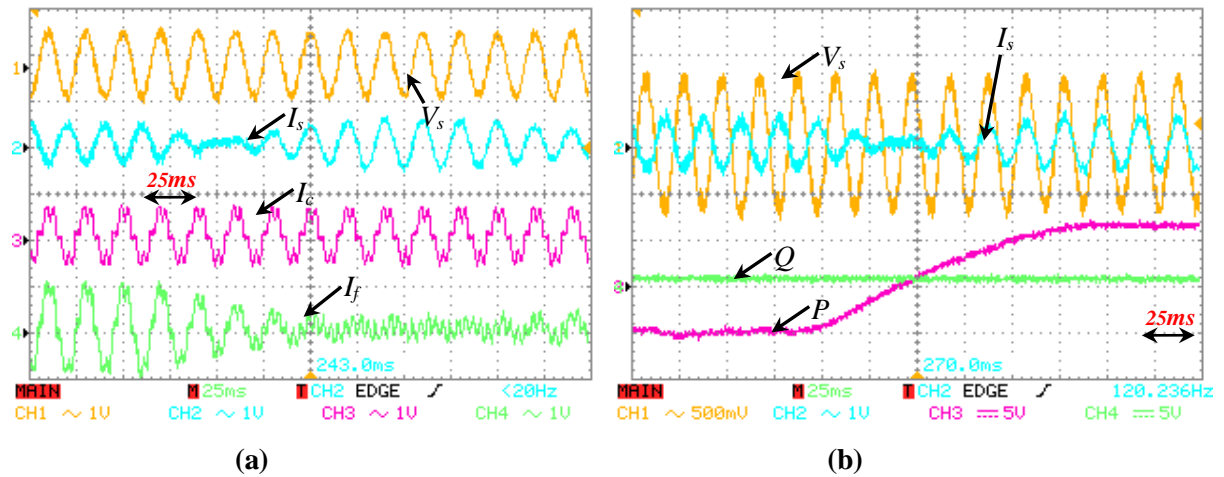 1
V_s
I_s
2
25ms
I_c
3
I_f
4
243.0ms
MAIN M 25ms T CH2 EDGE ʃ <20Hz
CH1 ∼ 1V CH2 ∼ 1V CH3 ∼ 1V CH4 ∼ 1V
(a)
V_s
I_s
1
Q
P
25ms
270.0ms
MAIN M 25ms T CH2 EDGE ʃ 120.236Hz
CH1 ∼ 500mV CH2 ∼ 1V CH3 ⎓ 5V CH4 ⎓ 5V
(b)